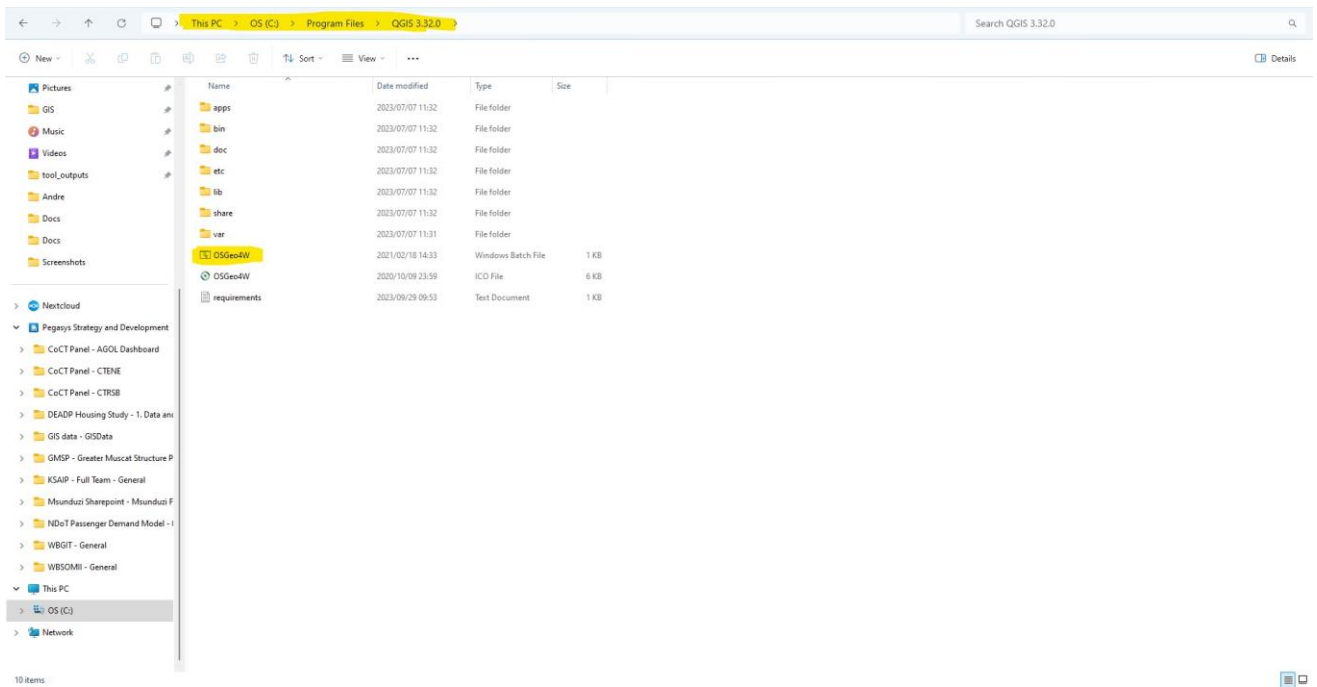 This PC > OS (C:) > Program Files > QGIS 3.32.0 >
Search QGIS 3.32.0
New
Sort
View
Details
Name Date modified Type Size
Pictures
GIS
Music
Videos
tool_outputs
Andre
Docs
Docs
Screenshots
Nextcloud
Pegasys Strategy and Development
CoCT Panel - AGOL Dashboard
CoCT Panel - CTENE
CoCT Panel - CTRSB
DEADP Housing Study - 1. Data and
GIS data - GISData
GMSP - Greater Muscat Structure P
KSAIP - Full Team - General
Msunduzi Sharepoint - Msunduzi F
NDoT Passenger Demand Model -
WBGIT - General
WBSOMII - General
This PC
OS (C:)
Network
apps 2023/07/07 11:32 File folder
bin 2023/07/07 11:32 File folder
doc 2023/07/07 11:32 File folder
etc 2023/07/07 11:32 File folder
lib 2023/07/07 11:32 File folder
share 2023/07/07 11:32 File folder
var 2023/07/07 11:31 File folder
OSGeo4W 2021/02/18 14:33 Windows Batch File 1 KB
OSGeo4W 2020/10/09 23:59 ICO File 6 KB
requirements 2023/09/29 09:53 Text Document 1 KB
10 items